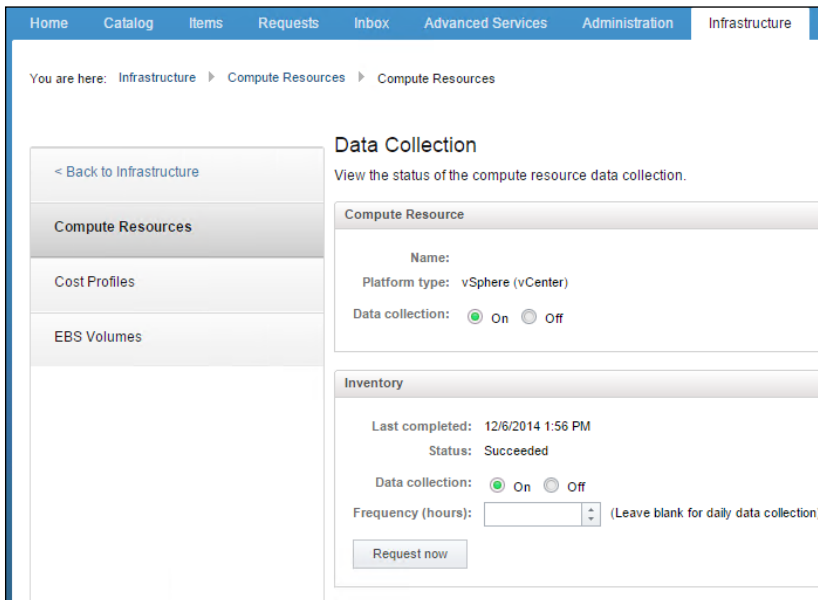 Home Catalog Items Requests Inbox Advanced Services Administration Infrastructure
You are here: Infrastructure Compute Resources Compute Resources
< Back to Infrastructure
Compute Resources
Cost Profiles
EBS Volumes
Data Collection
View the status of the compute resource data collection.
Compute Resource
Name:
Platform type: vSphere (vCenter)
Data collection: On Off
Inventory
Last completed: 12/6/2014 1:56 PM
Status: Succeeded
Data collection: On Off
Frequency (hours): (Leave blank for daily data collection)
Request now